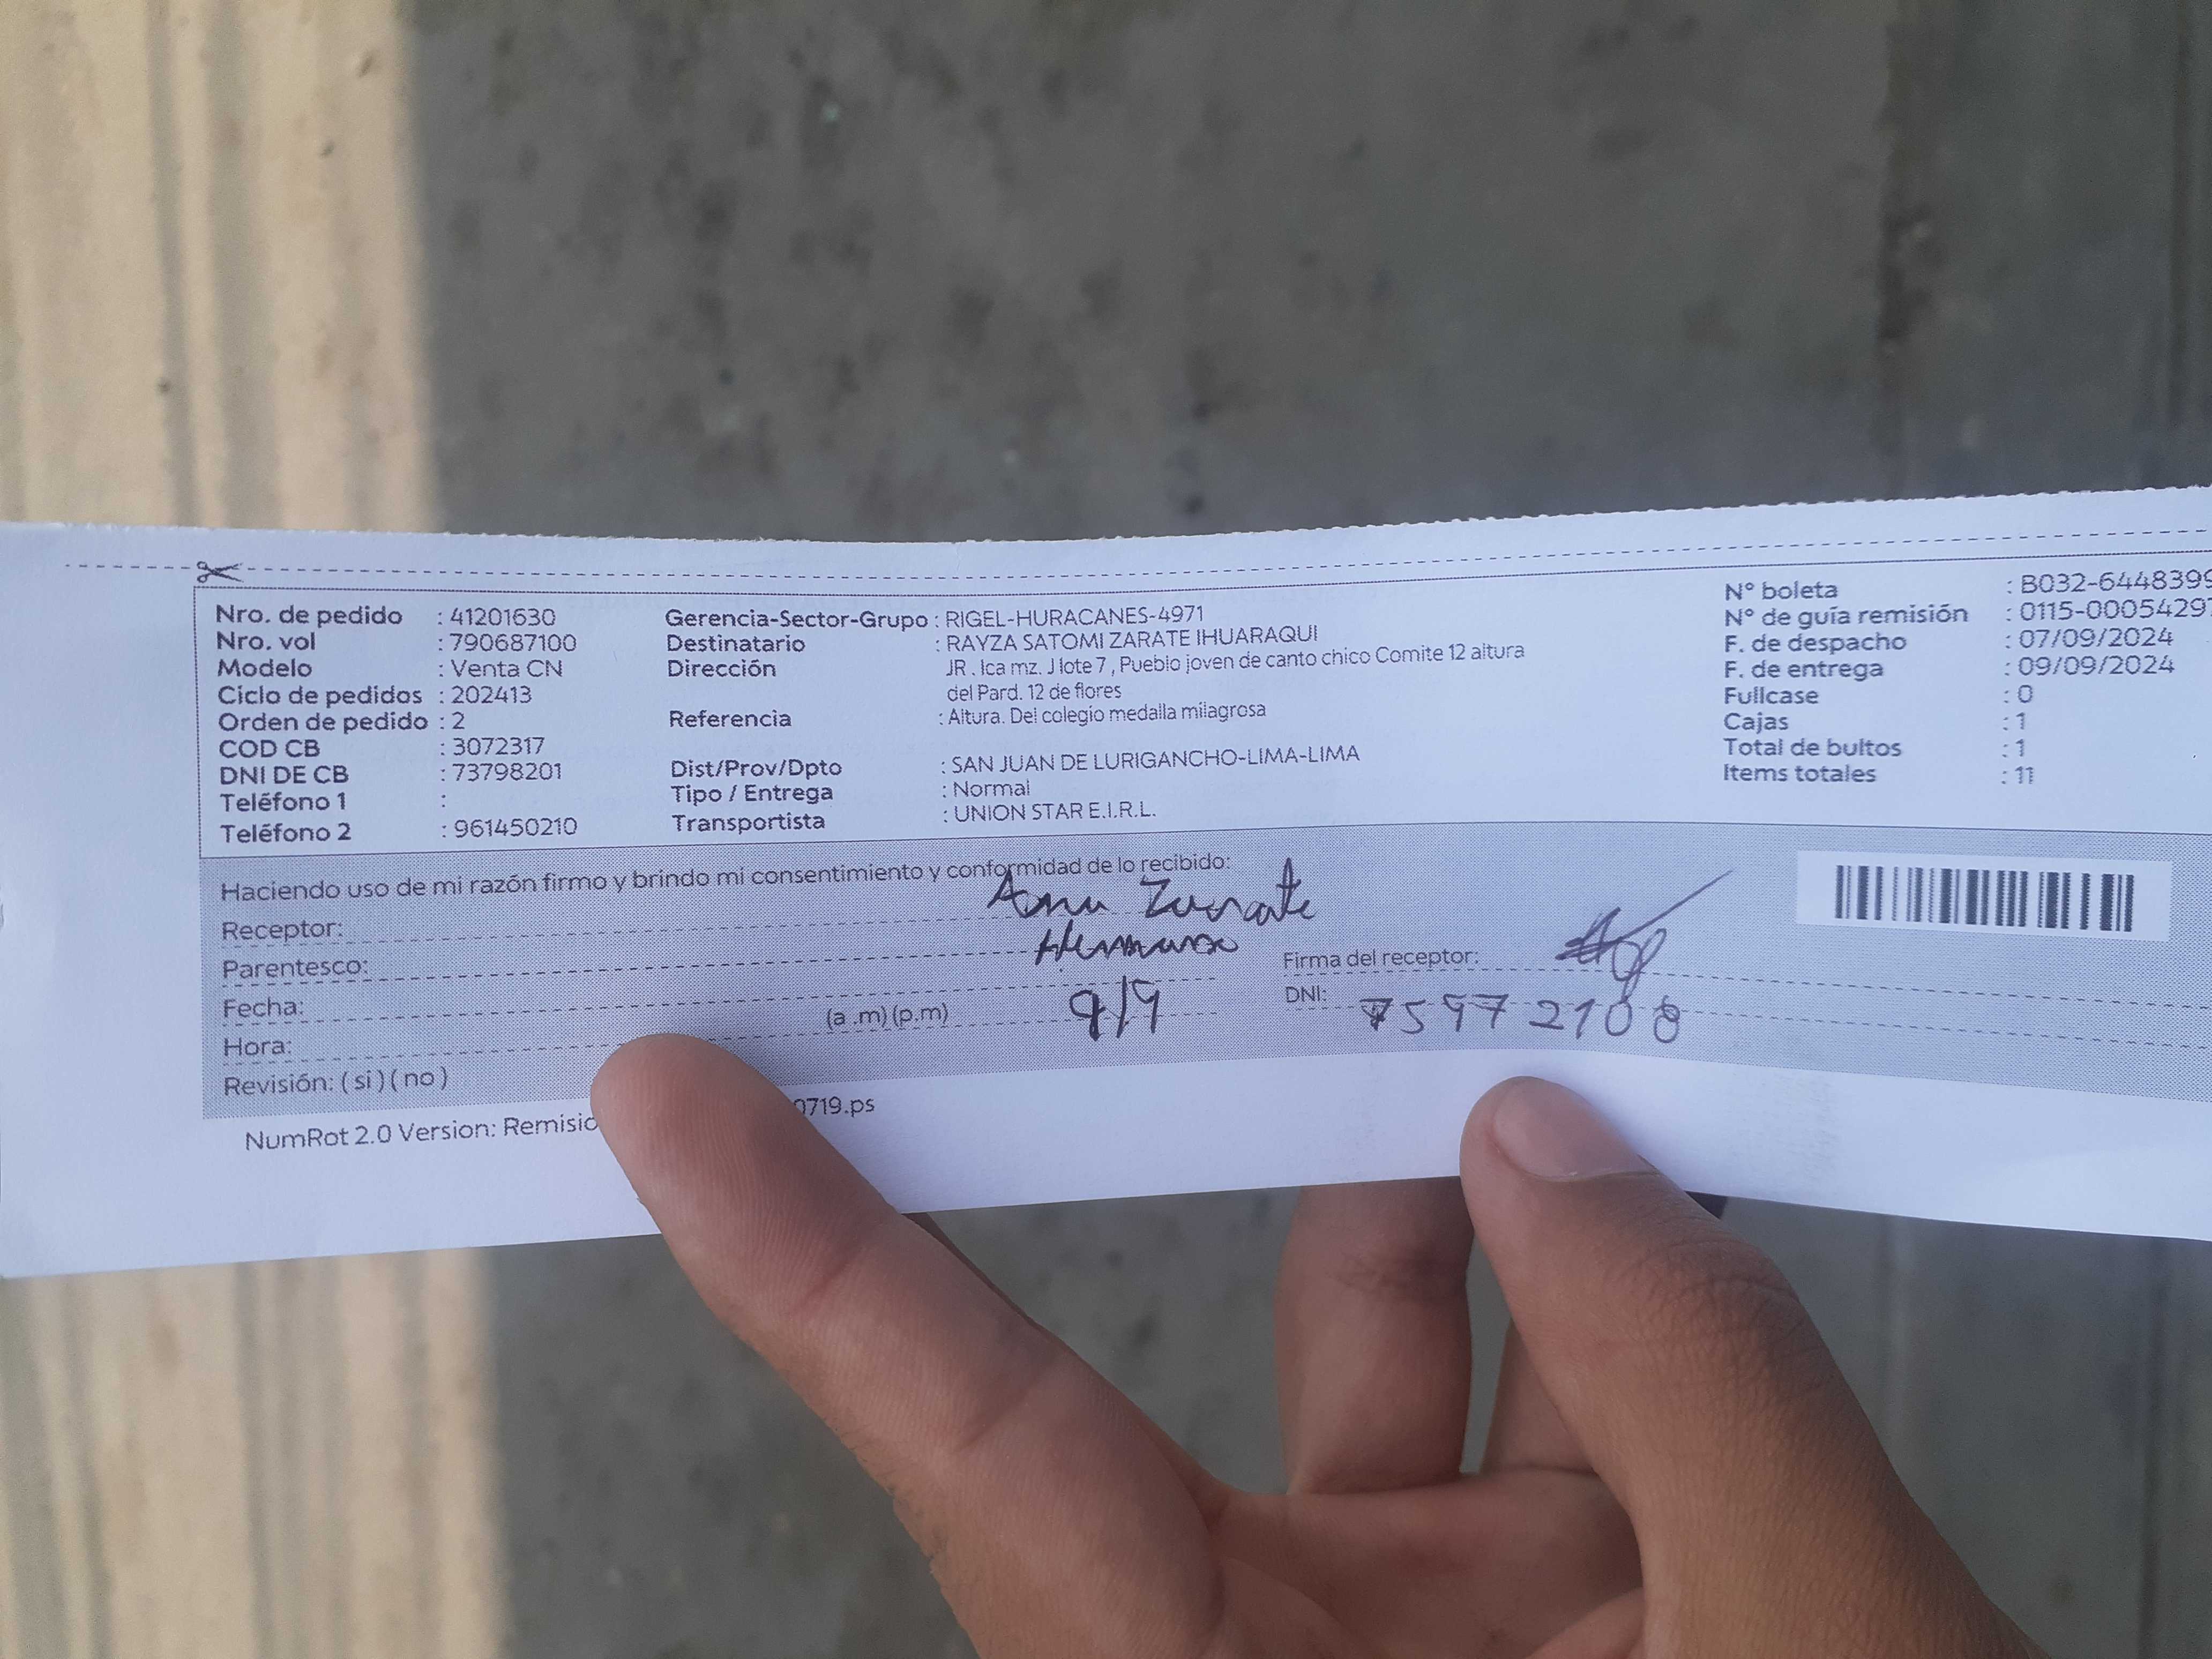 Nro. de pedido : 41201630
Nro. vol : 790687100
Modelo : Venta CN
Ciclo de pedidos : 202413
Orden de pedido : 2
COD CB : 3072317
DNI DE CB : 73798201
Teléfono 1 :
Teléfono 2 : 961450210
Gerencia-Sector-Grupo : RIGEL-HURACANES-4971
Destinatario : RAYZA SATOMI ZARATE IHUARAQUI
Dirección JR. Ica mz. J lote 7, Pueblo joven de canto chico Comite 12 altura
del Pard. 12 de flores
Referencia : Altura. Del colegio medalla milagrosa
Dist/Prov/Dpto : SAN JUAN DE LURIGANCHO-LIMA-LIMA
Tipo / Entrega : Normal
Transportista : UNION STAR E.I.R.L.
N° boleta : B032-6448399
N° de guía remisión : 0115-00054297
F. de despacho : 07/09/2024
F. de entrega : 09/09/2024
Fullcase : 0
Cajas : 1
Total de bultos : 1
Items totales : 11
Haciendo uso de mi razón firmo y brindo mi consentimiento y conformidad de lo recibido:
Receptor: Ana Zarate
Parentesco: Hermana
Firma del receptor:
Fecha: 9/9
DNI: 75972108
Hora: (a .m) (p.m)
Revisión: ( si ) ( no )
NumRot 2.0 Version: Remisio 0719.ps